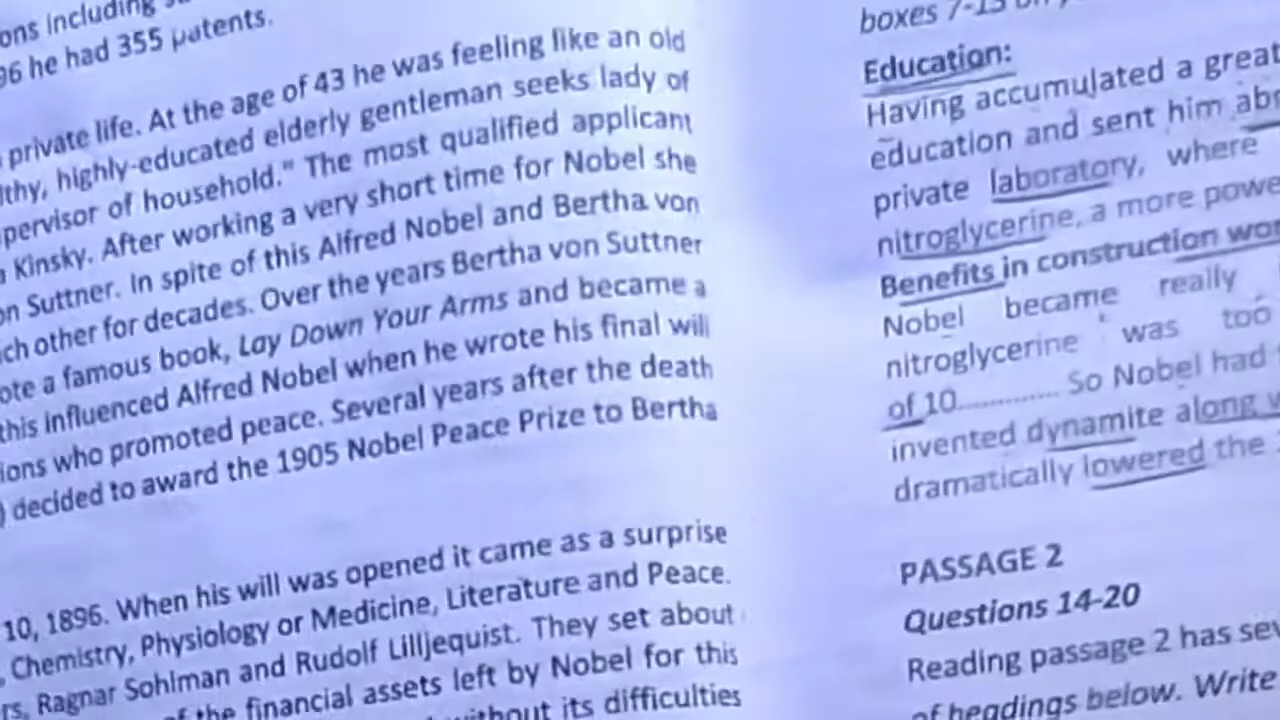 ons including
96 he had 355 patents.
private life. At the age of 43 he was feeling like an old
lthy, highly-educated elderly gentleman seeks lady of
pervisor of household." The most qualified applicant
Kinsky. After working a very short time for Nobel she
on Suttner. In spite of this Alfred Nobel and Bertha von
ch other for decades. Over the years Bertha von Suttner
ote a famous book, Lay Down Your Arms and became a
this influenced Alfred Nobel when he wrote his final will
ions who promoted peace. Several years after the death
) decided to award the 1905 Nobel Peace Prize to Bertha
10, 1896. When his will was opened it came as a surprise
, Chemistry, Physiology or Medicine, Literature and Peace.
rs, Ragnar Sohlman and Rudolf Lilljequist. They set about
of the financial assets left by Nobel for this
without its difficulties
boxes 7-13
Education:
Having accumulated a great
education and sent him abr
private laboratory, where
nitroglycerine, a more powe
Benefits in construction wor
Nobel became really
nitroglycerine was too
of 10............. So Nobel had
invented dynamite along w
dramatically lowered the
PASSAGE 2
Questions 14-20
Reading passage 2 has sev
of headings below. Write